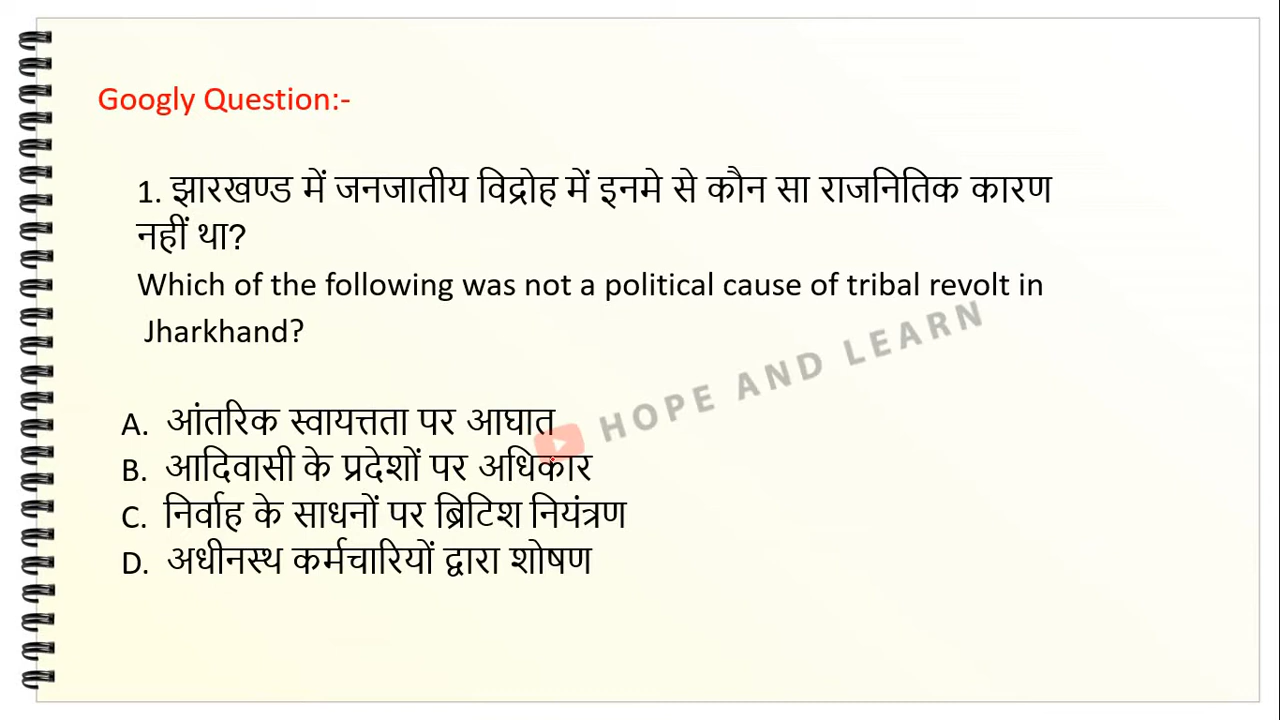 Googly Question:-
1. झारखण्ड में जनजातीय विद्रोह में इनमे से कौन सा राजनितिक कारण
नहीं था?
Which of the following was not a political cause of tribal revolt in
Jharkhand?
A. आंतरिक स्वायत्तता पर आघात
B. आदिवासी के प्रदेशों पर अधिकार
C. निर्वाह के साधनों पर ब्रिटिश नियंत्रण
D. अधीनस्थ कर्मचारियों द्वारा शोषण
HOPE AND LEARN